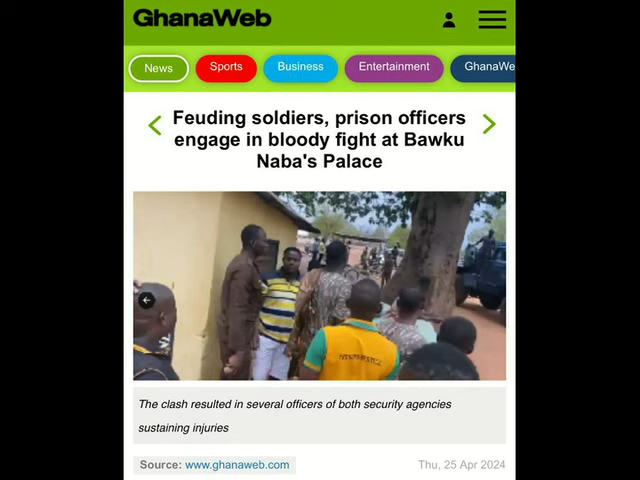 GhanaWeb
News
Sports
Business
Entertainment
GhanaWe
Feuding soldiers, prison officers
engage in bloody fight at Bawku
Naba's Palace
The clash resulted in several officers of both security agencies
sustaining injuries
Source: www.ghanaweb.com
Thu, 25 Apr 2024